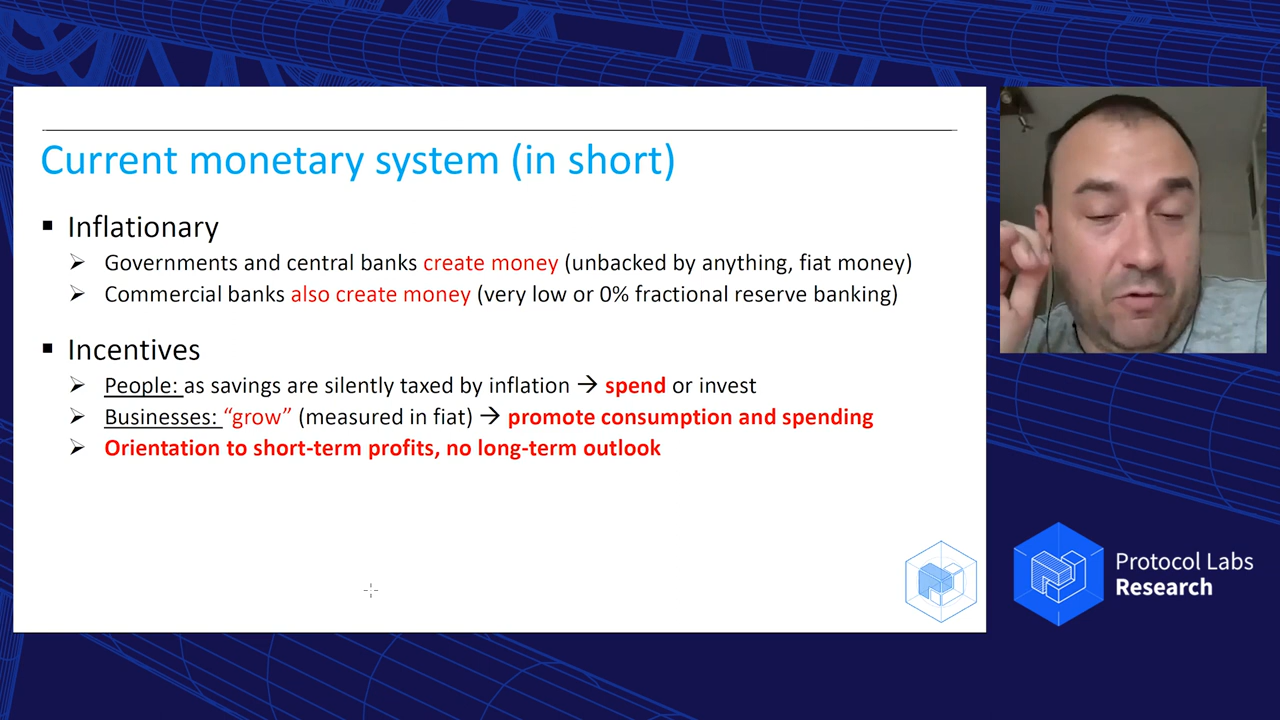 Current monetary system (in short)
▪ Inflationary
➢ Governments and central banks create money (unbacked by anything, fiat money)
➢ Commercial banks also create money (very low or 0% fractional reserve banking)
▪ Incentives
➢ People: as savings are silently taxed by inflation → spend or invest
➢ Businesses: “grow” (measured in fiat) → promote consumption and spending
➢ Orientation to short-term profits, no long-term outlook
Protocol Labs
Research